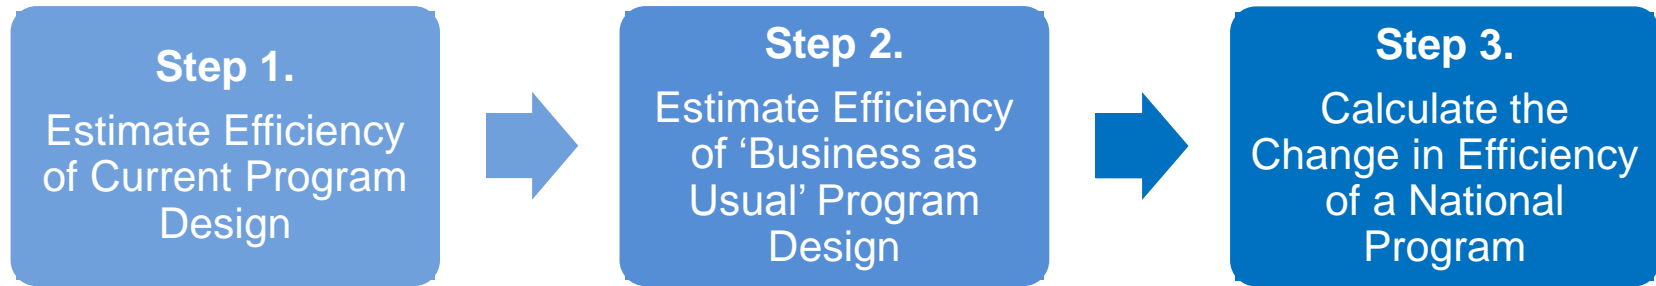 Step 1.
Estimate Efficiency
of Current Program
Design
Step 2.
Estimate Efficiency
of ‘Business as
Usual’ Program
Design
Step 3.
Calculate the
Change in Efficiency
of a National
Program